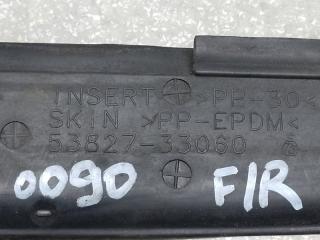 INSERT >PP-30<
SKIN >PP-EPDM<
53827-33060
0090 F/R